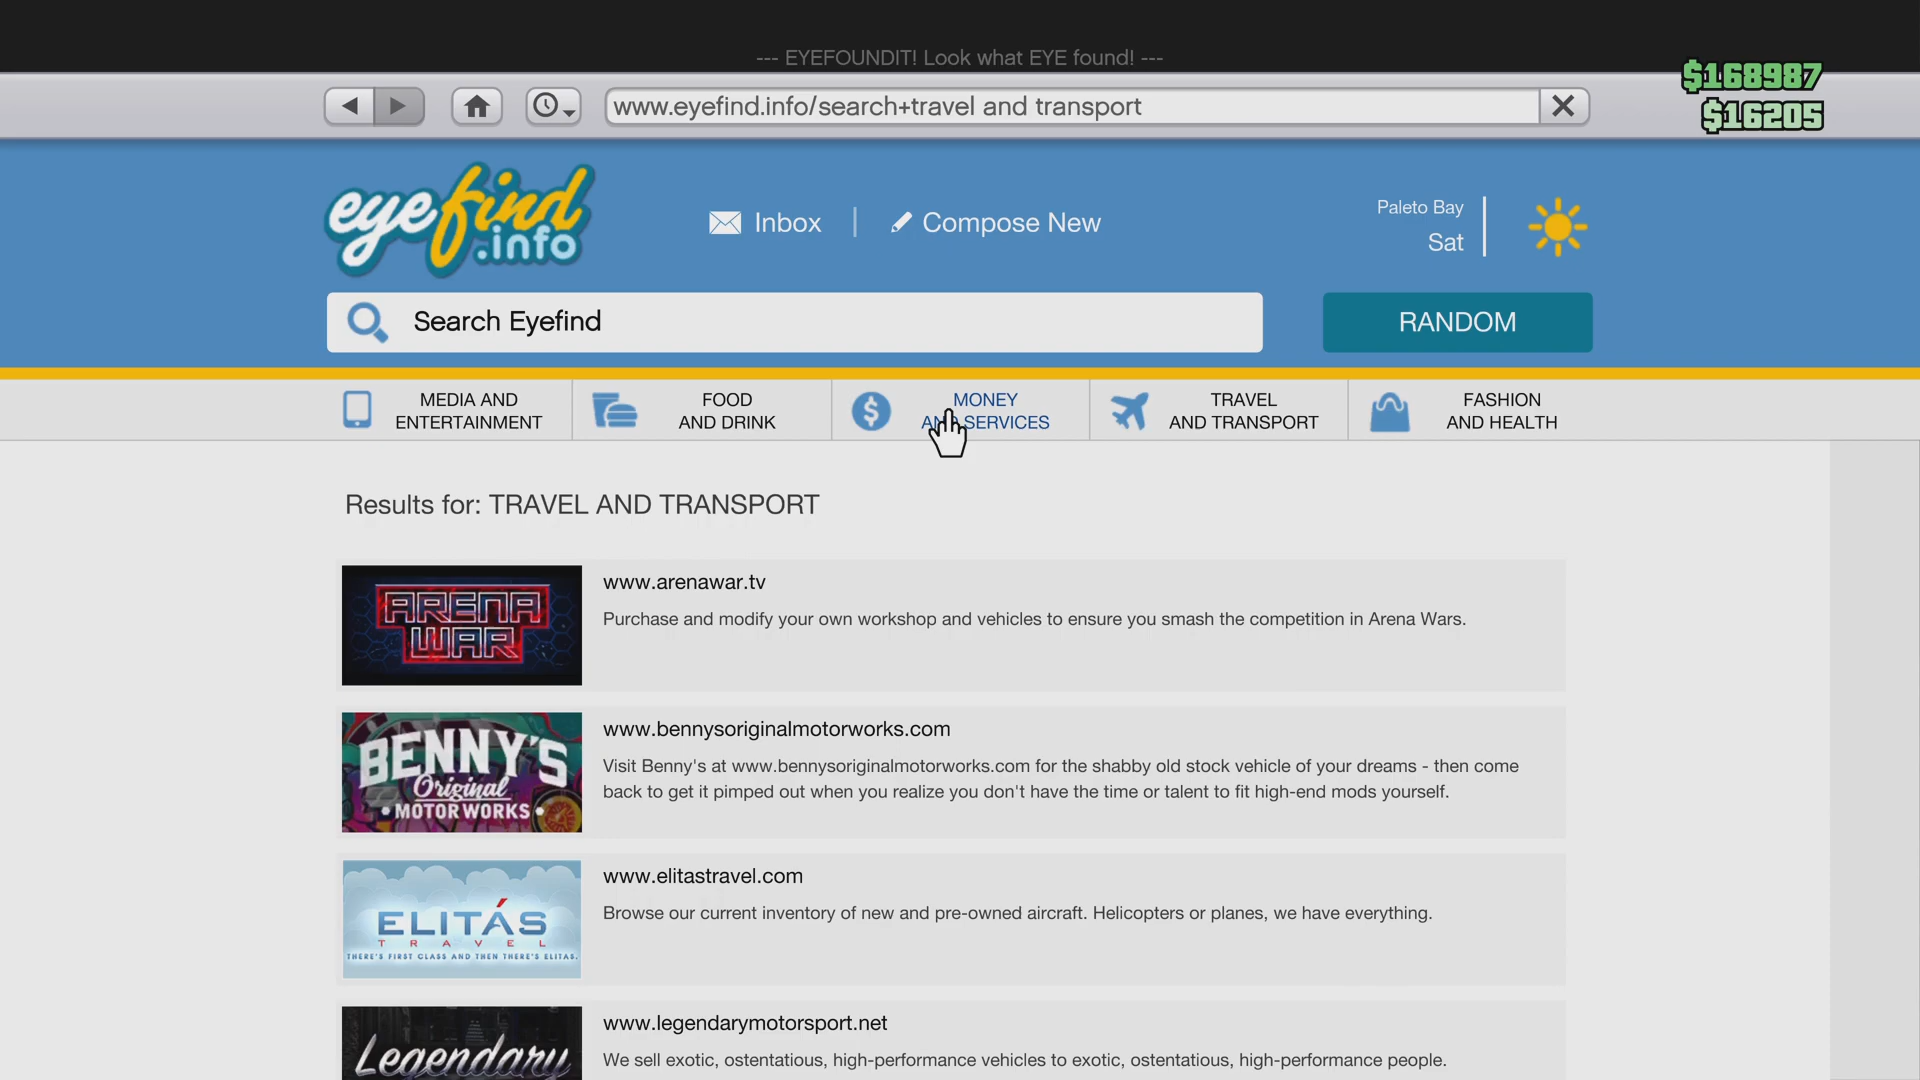 --- EYEFOUNDIT! Look what EYE found! ---
$168987
www.eyefind.info/search+travel and transport
$16205
eyefind
.info
Inbox
Compose New
Paleto Bay
Sat
Search Eyefind
RANDOM
MEDIA AND
ENTERTAINMENT
FOOD
AND DRINK
MONEY
AND SERVICES
TRAVEL
AND TRANSPORT
FASHION
AND HEALTH
Results for: TRAVEL AND TRANSPORT
ARENA
WAR
www.arenawar.tv
Purchase and modify your own workshop and vehicles to ensure you smash the competition in Arena Wars.
BENNY'S
Original
MOTOR WORKS
www.bennysoriginalmotorworks.com
Visit Benny's at www.bennysoriginalmotorworks.com for the shabby old stock vehicle of your dreams - then come
back to get it pimped out when you realize you don't have the time or talent to fit high-end mods yourself.
ELITÁS
TRAVEL
THERE'S FIRST CLASS AND THEN THERE'S ELITAS.
www.elitastravel.com
Browse our current inventory of new and pre-owned aircraft. Helicopters or planes, we have everything.
Legendary
www.legendarymotorsport.net
We sell exotic, ostentatious, high-performance vehicles to exotic, ostentatious, high-performance people.